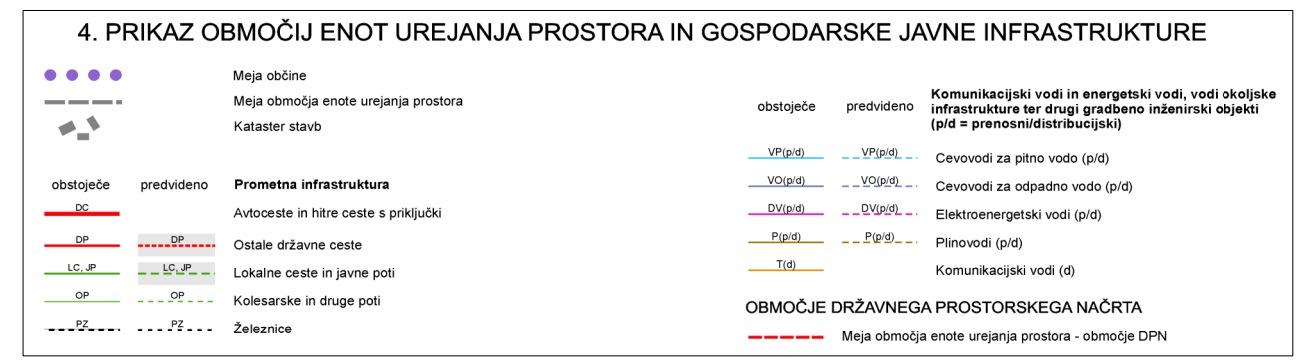 4. PRIKAZ OBMOČIJ ENOT UREJANJA PROSTORA IN GOSPODARSKE JAVNE INFRASTRUKTURE
Meja občine
Meja območja enote urejanja prostora
Kataster stavb
obstoječe predvideno Prometna infrastruktura
DC Avtoceste in hitre ceste s priključki
DP DP Ostale državne ceste
LC, JP LC, JP Lokalne ceste in javne poti
OP OP Kolesarske in druge poti
PZ PZ Železnice
obstoječe predvideno Komunikacijski vodi in energetski vodi, vodi okoljske
infrastrukture ter drugi gradbeno inženirski objekti
(p/d = prenosni/distribucijski)
VP(p/d) VP(p/d) Cevovodi za pitno vodo (p/d)
VO(p/d) VO(p/d) Cevovodi za odpadno vodo (p/d)
DV(p/d) DV(p/d) Elektroenergetski vodi (p/d)
P(p/d) P(p/d) Plinovodi (p/d)
T(d) Komunikacijski vodi (d)
OBMOČJE DRŽAVNEGA PROSTORSKEGA NAČRTA
Meja območja enote urejanja prostora - območje DPN